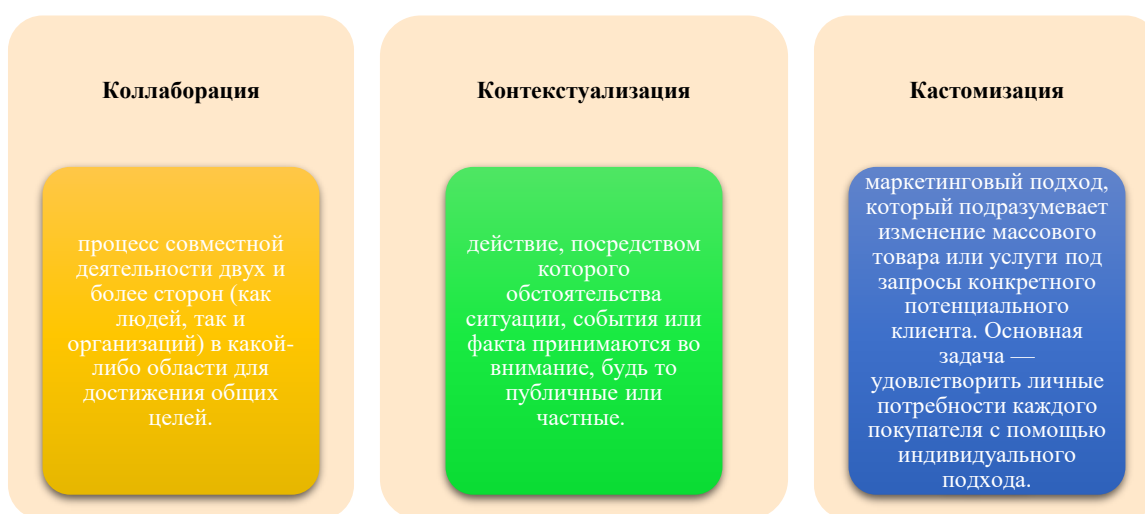 Коллаборация
процесс совместной
деятельности двух и
более сторон (как
людей, так и
организаций) в какой-
либо области для
достижения общих
целей.
Контекстуализация
действие, посредством
которого
обстоятельства
ситуации, события или
факта принимаются во
внимание, будь то
публичные или
частные.
Кастомизация
маркетинговый подход,
который подразумевает
изменение массового
товара или услуги под
запросы конкретного
потенциального
клиента. Основная
задача —
удовлетворить личные
потребности каждого
покупателя с помощью
индивидуального
подхода.